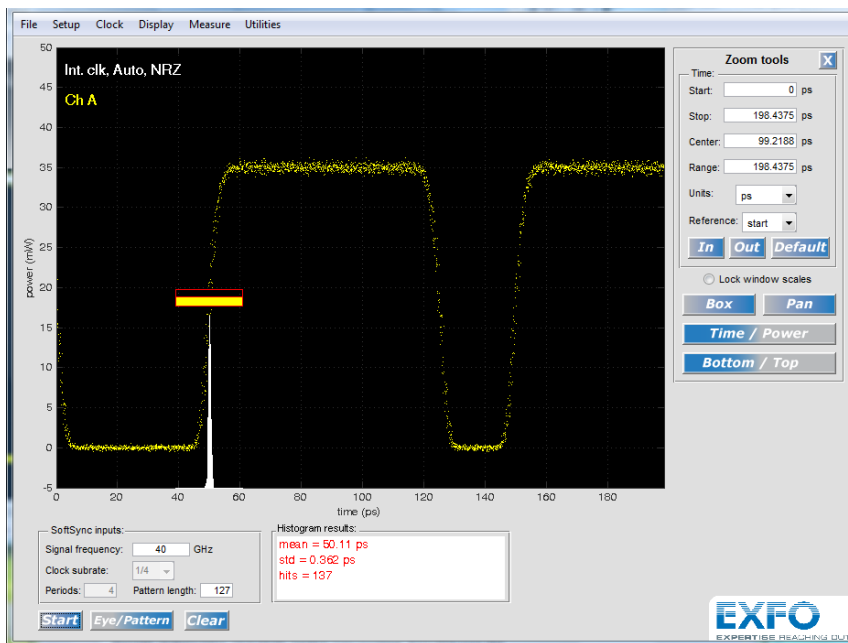 File Setup Clock Display Measure Utilities
Int. clk, Auto, NRZ
Ch A
50
45
40
35
30
25
20
15
10
5
0
-5
power (mW)
0 20 40 60 80 100 120 140 160 180
time (ps)
Zoom tools X
Time:
Start: 0 ps
Stop: 198.4375 ps
Center: 99.2188 ps
Range: 198.4375 ps
Units: ps
Reference: start
In Out Default
Lock window scales
Box Pan
Time / Power
Bottom / Top
SoftSync inputs:
Signal frequency: 40 GHz
Clock subrate: 1/4
Periods: 4 Pattern length: 127
Start Eye/Pattern Clear
Histogram results:
mean = 50.11 ps
std = 0.362 ps
hits = 137
EXFO
EXPERTISE REACHING OUT